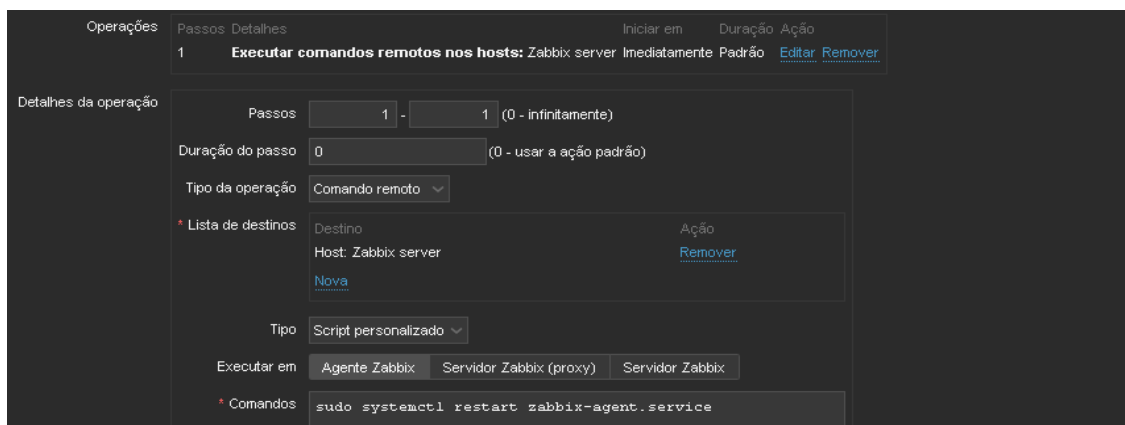 Operações Passos Detalhes Iniciar em Duração Ação
1 Executar comandos remotos nos hosts: Zabbix server Imediatamente Padrão Editar Remover
Detalhes da operação
Passos 1 - 1 (0 - infinitamente)
Duração do passo 0 (0 - usar a ação padrão)
Tipo da operação Comando remoto
* Lista de destinos Destino Ação
Host: Zabbix server Remover
Nova
Tipo Script personalizado
Executar em Agente Zabbix Servidor Zabbix (proxy) Servidor Zabbix
* Comandos sudo systemctl restart zabbix-agent.service